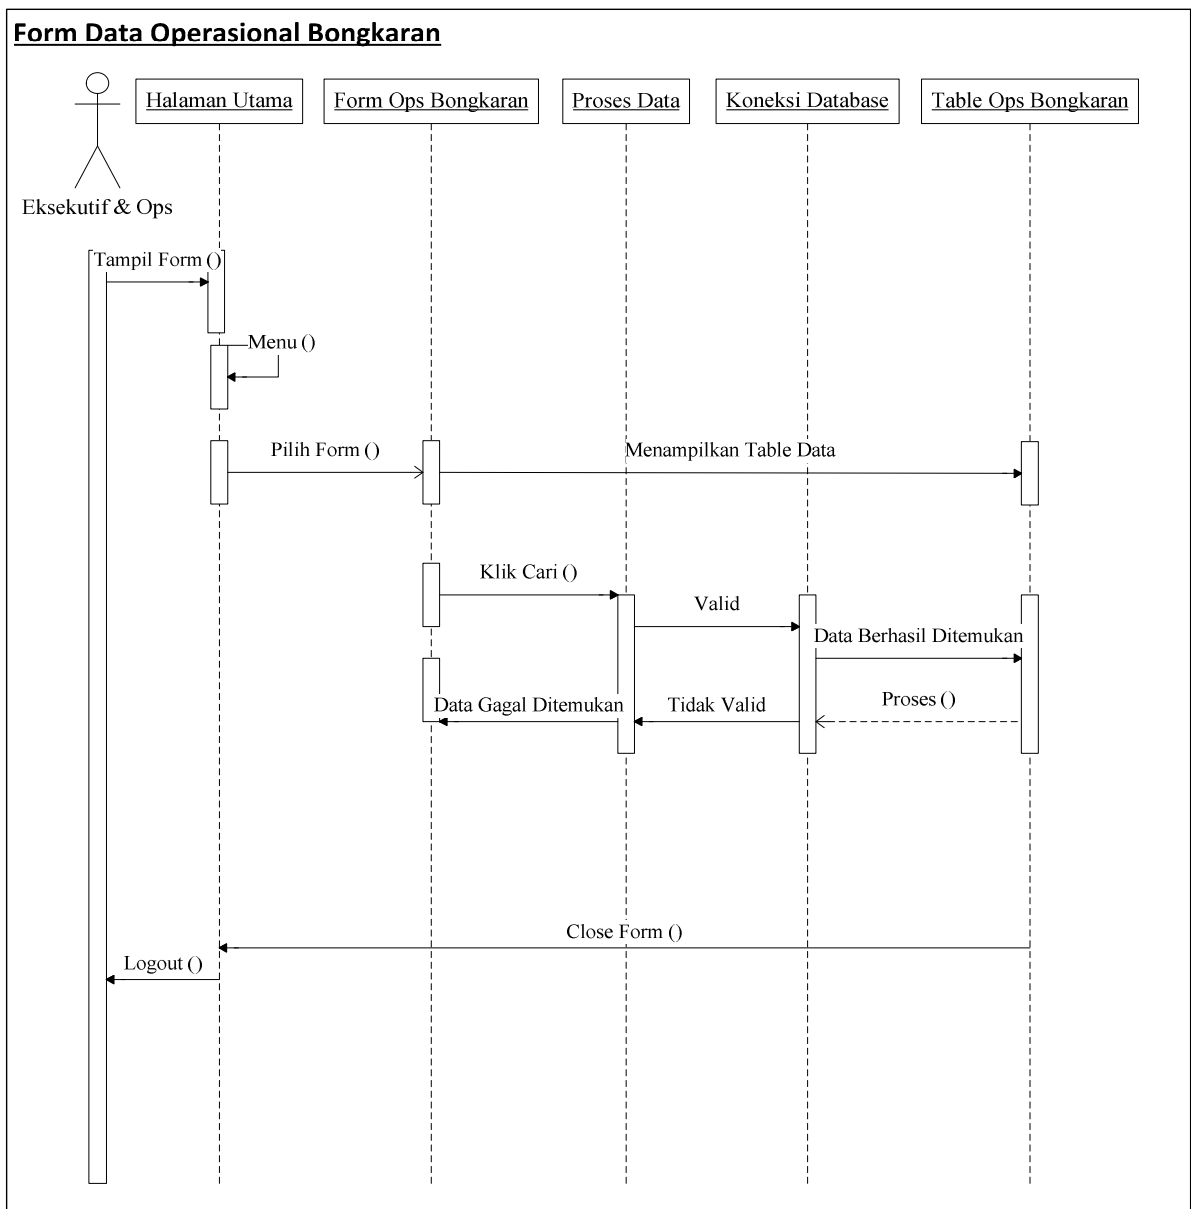 Form Data Operasional Bongkaran
Halaman Utama
Form Ops Bongkaran
Proses Data
Koneksi Database
Table Ops Bongkaran
Eksekutif & Ops
Tampil Form ()
Menu ()
Pilih Form ()
Menampilkan Table Data
Klik Cari ()
Valid
Data Berhasil Ditemukan
Data Gagal Ditemukan
Tidak Valid
Proses ()
Close Form ()
Logout ()